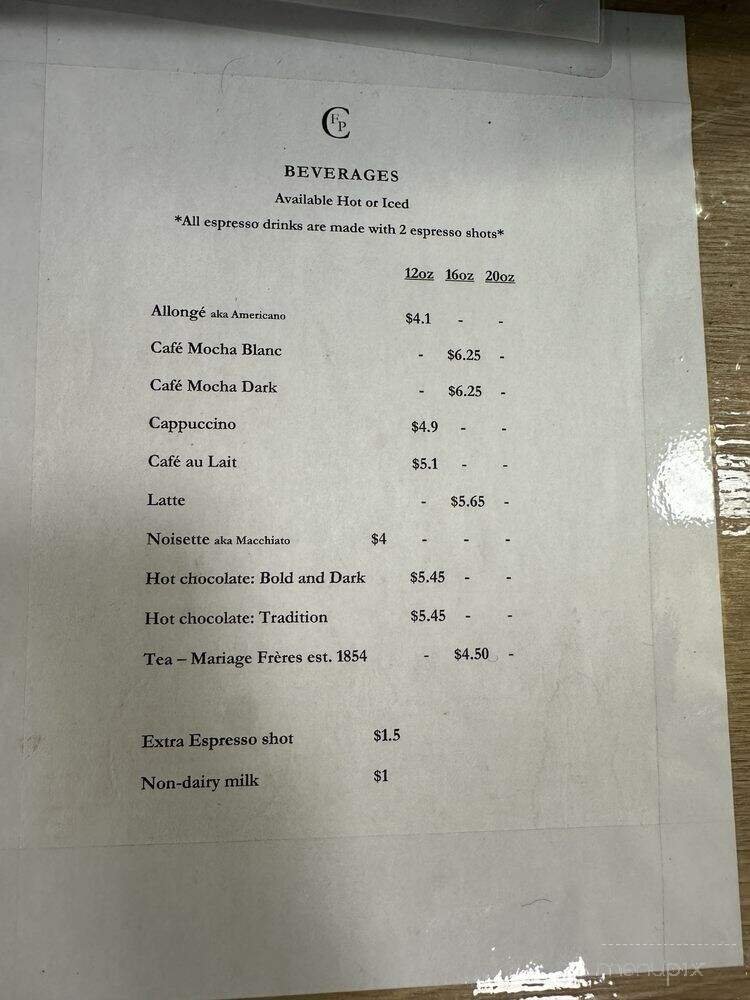 CFP
BEVERAGES
Available Hot or Iced
*All espresso drinks are made with 2 espresso shots*
12oz 16oz 20oz
Allongé aka Americano $4.1 - -
Café Mocha Blanc - $6.25 -
Café Mocha Dark - $6.25 -
Cappuccino $4.9 - -
Café au Lait $5.1 - -
Latte - $5.65 -
Noisette aka Macchiato $4 - - -
Hot chocolate: Bold and Dark $5.45 - -
Hot chocolate: Tradition $5.45 - -
Tea – Mariage Frères est. 1854 - $4.50 -
Extra Espresso shot $1.5
Non-dairy milk $1
menupix